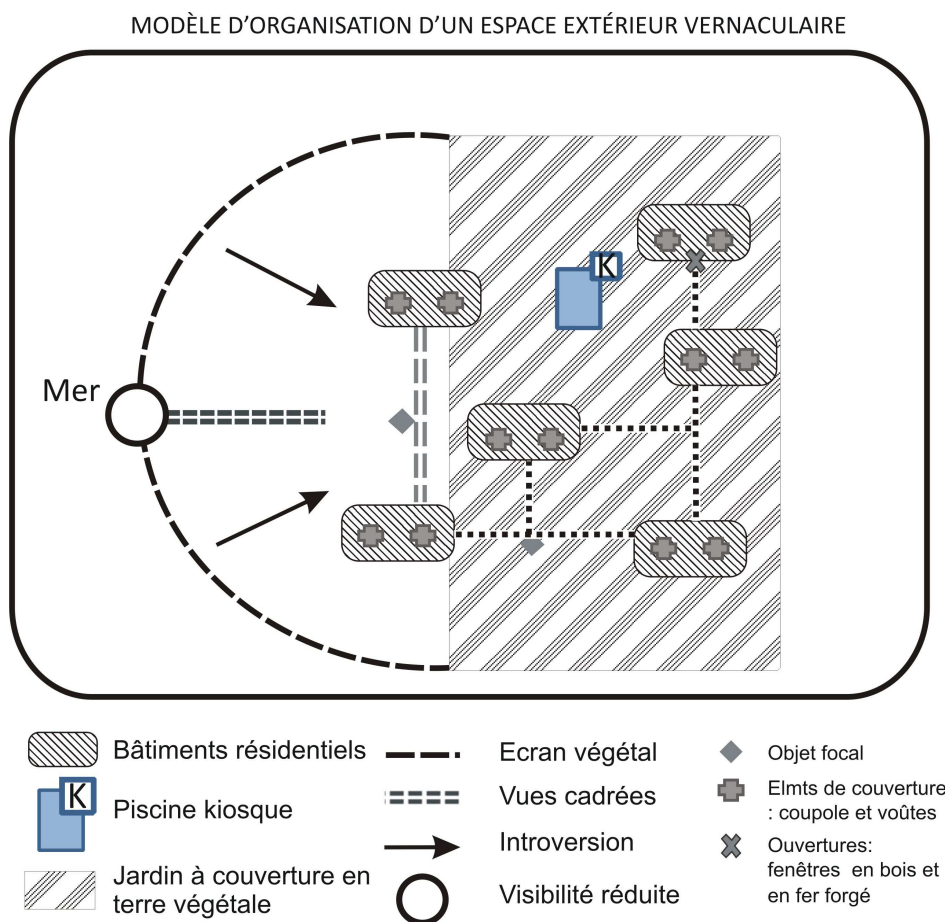 MODÈLE D'ORGANISATION D'UN ESPACE EXTÉRIEUR VERNACULAIRE
K
Mer
Bâtiments résidentiels
K
Piscine kiosque
Jardin à couverture en
terre végétale
Ecran végétal
Vues cadrées
Introversion
Visibilité réduite
Objet focal
Elmts de couverture
: coupole et voûtes
Ouvertures:
fenêtres en bois et
en fer forgé